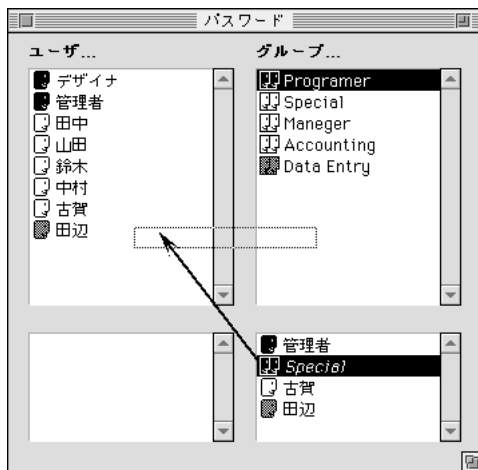 パスワード
ユーザ...
デザイナ
管理者
田中
山田
鈴木
中村
古賀
田辺
グループ...
Programer
Special
Maneger
Accounting
Data Entry
管理者
Special
古賀
田辺